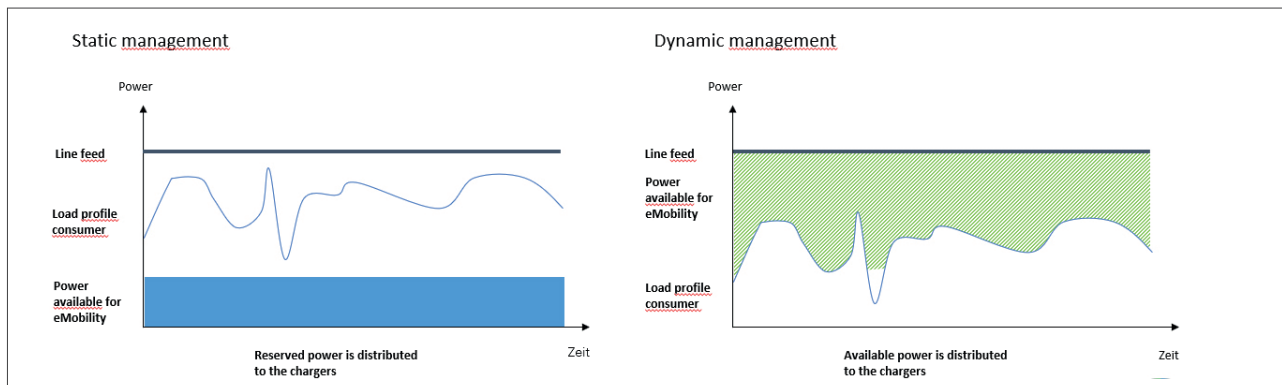 Static management
Power
Line feed
Load profile
consumer
Power
available for
eMobility
Reserved power is distributed
to the chargers
Zeit
Dynamic management
Power
Line feed
Power
available for
eMobility
Load profile
consumer
Available power is distributed
to the chargers
Zeit